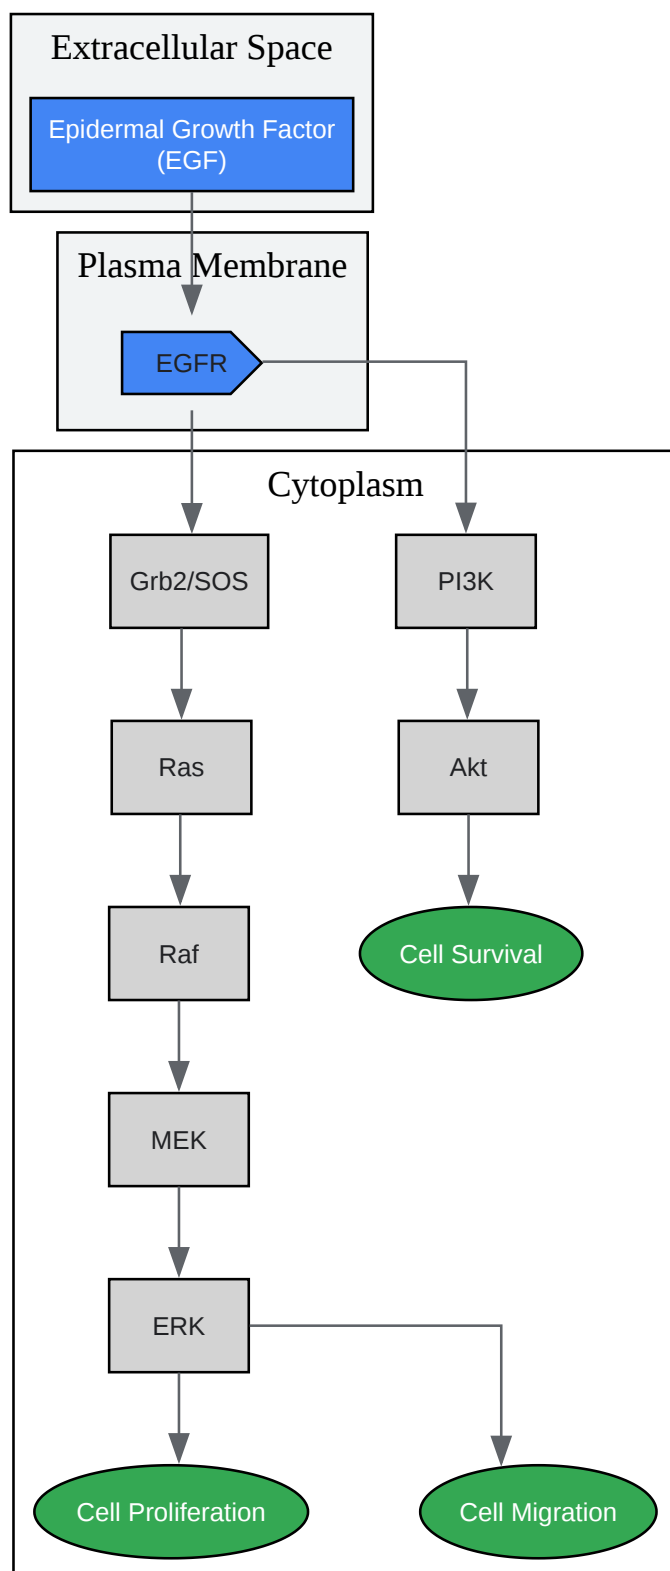 Extracellular Space
Epidermal Growth Factor
(EGF)
Plasma Membrane
EGFR
Cytoplasm
Grb2/SOS
PI3K
Ras
Akt
Raf
Cell Survival
MEK
ERK
Cell Proliferation
Cell Migration